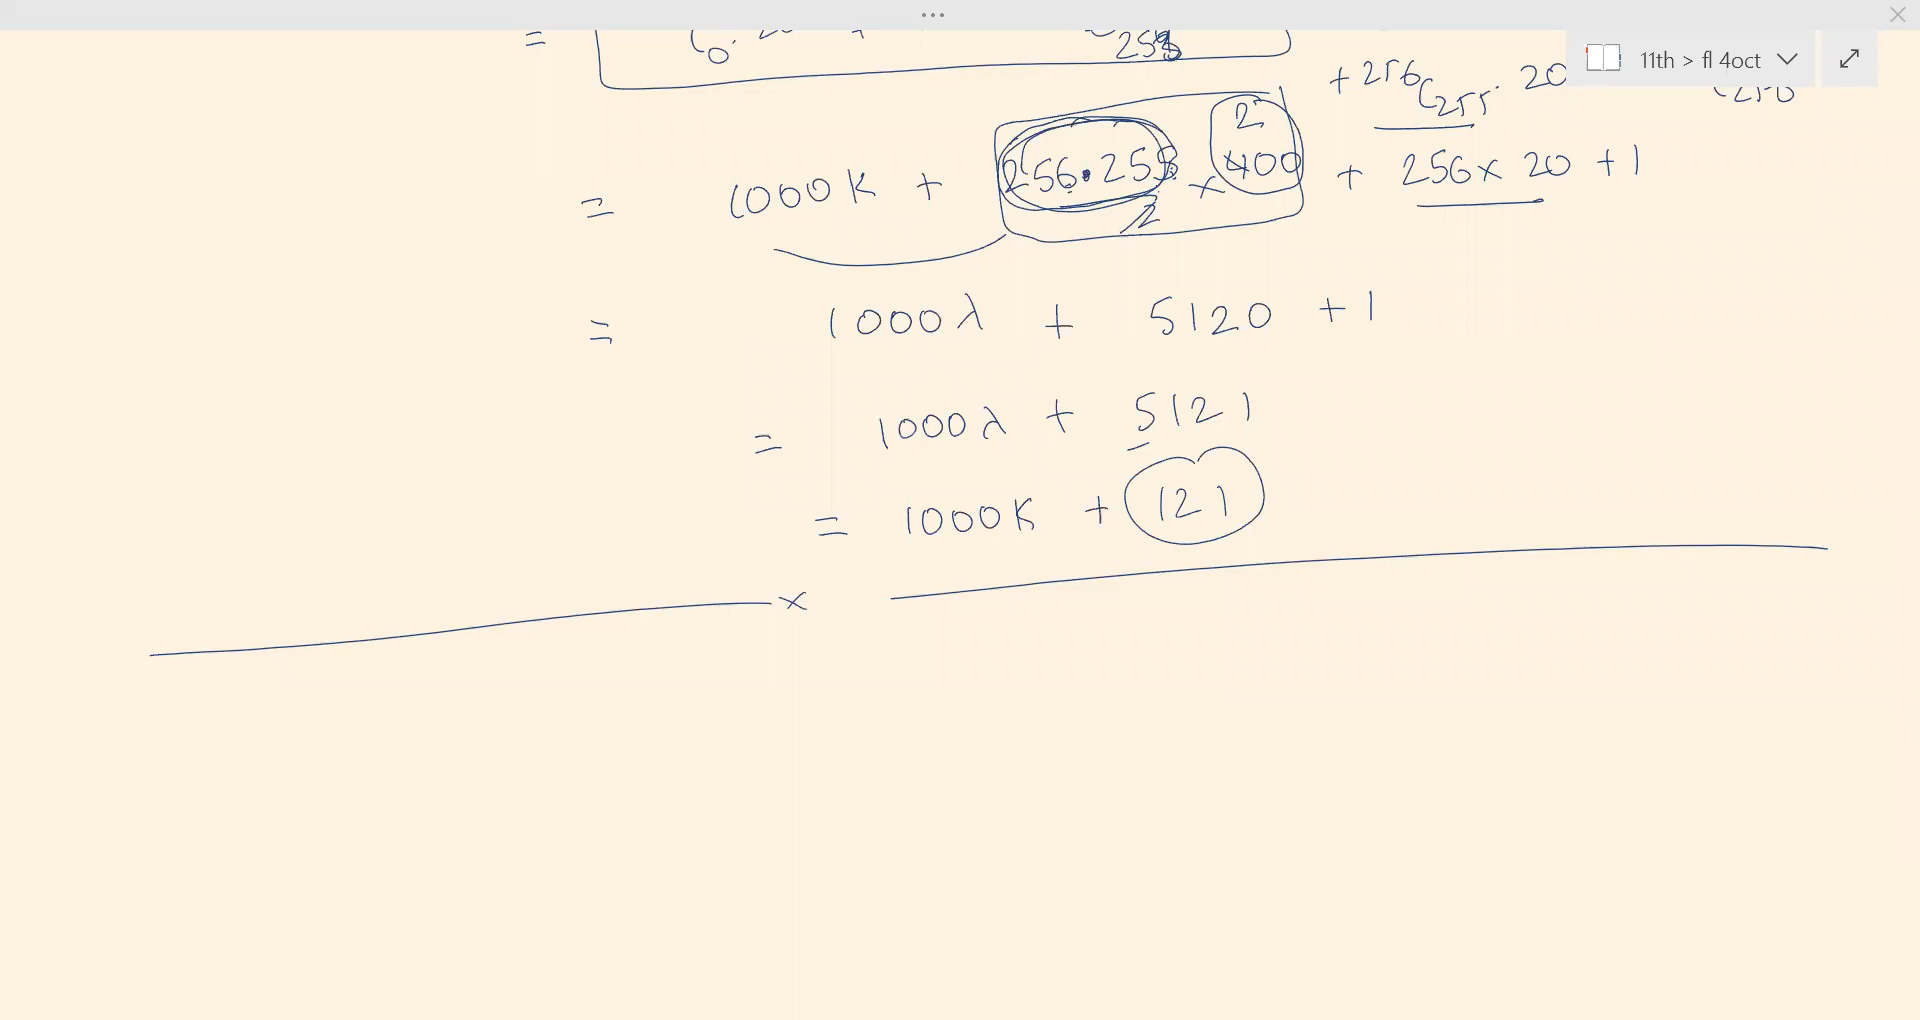 11th > fl 4oct
+ 256C255 · 20
= 1000K + 256·255/2 × 400 2 + 256 × 20 + 1
= 1000λ + 5120 + 1
= 1000λ + 5121
= 1000K + 121
×